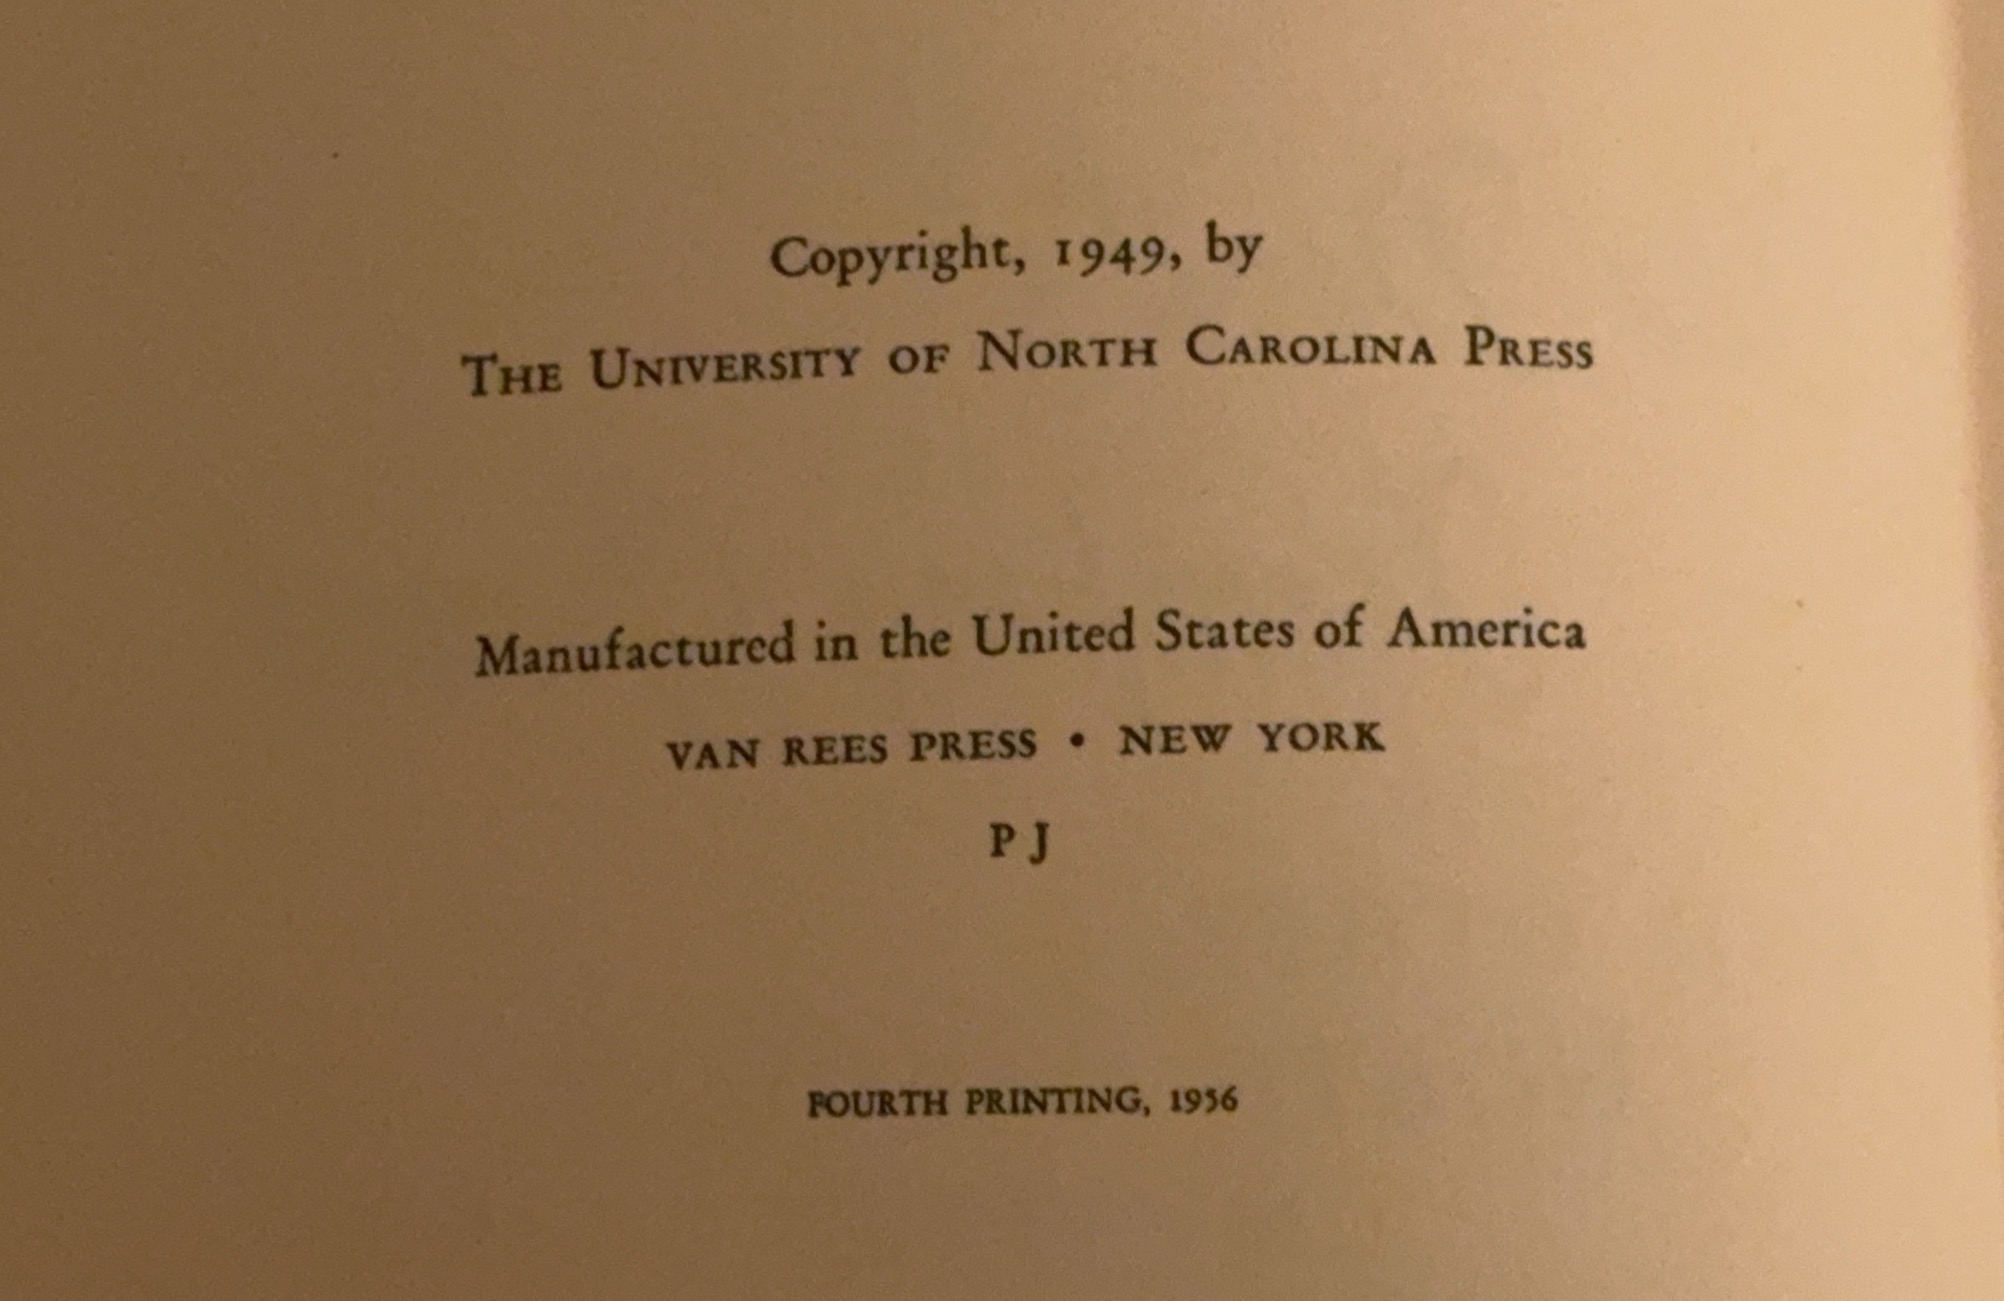 Copyright, 1949, by
THE UNIVERSITY OF NORTH CAROLINA PRESS
Manufactured in the United States of America
VAN REES PRESS • NEW YORK
P J
FOURTH PRINTING, 1956